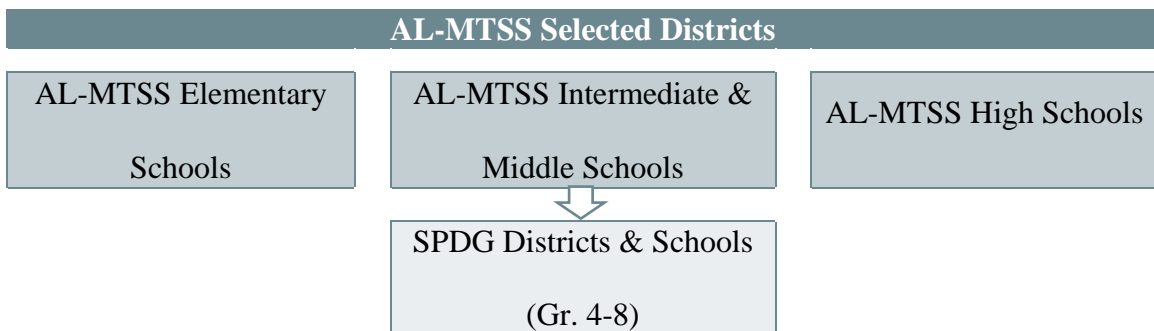 AL-MTSS Selected Districts
AL-MTSS Elementary
Schools
AL-MTSS Intermediate &
Middle Schools
AL-MTSS High Schools
SPDG Districts & Schools
(Gr. 4-8)